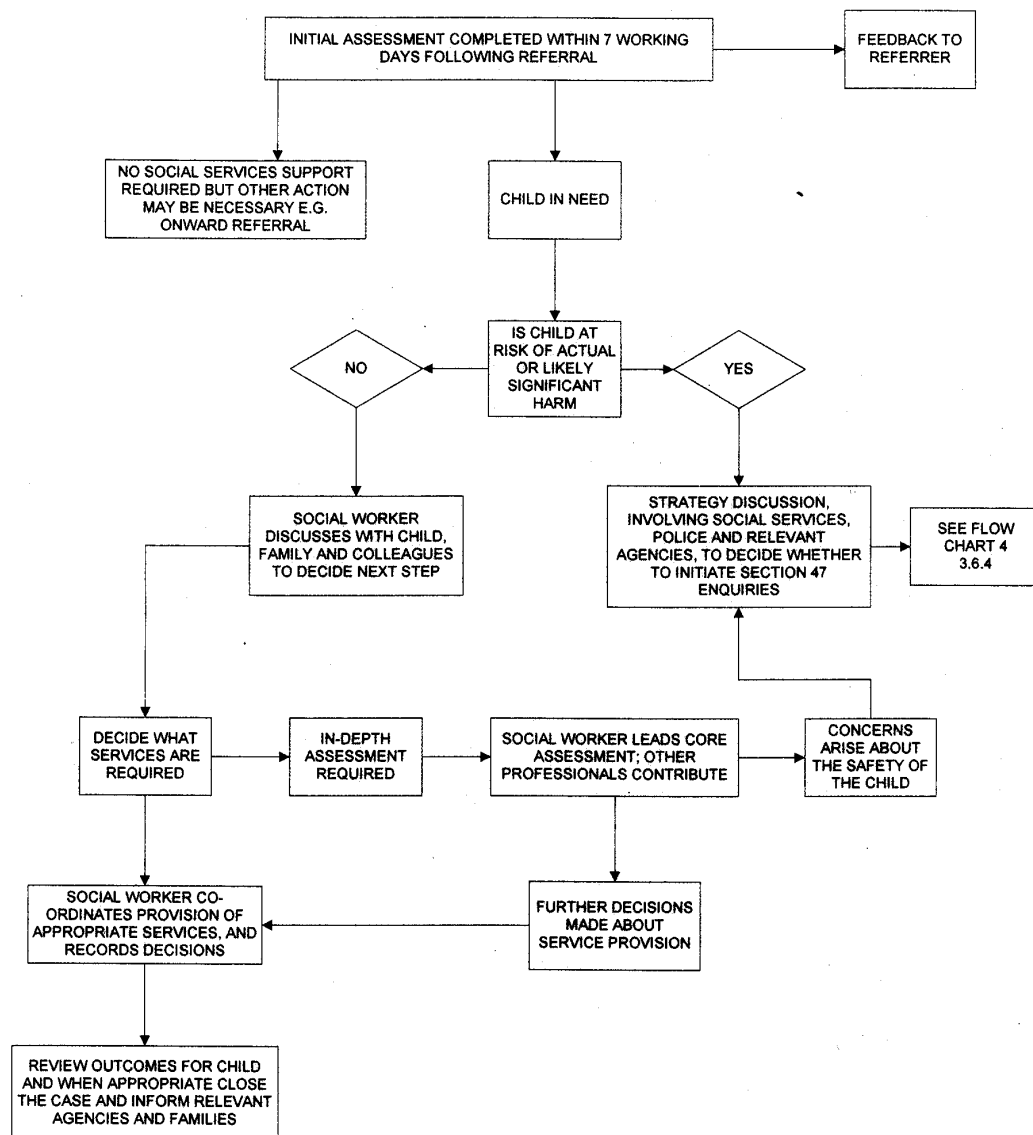 INITIAL ASSESSMENT COMPLETED WITHIN 7 WORKING
DAYS FOLLOWING REFERRAL
FEEDBACK TO
REFERRER
NO SOCIAL SERVICES SUPPORT
REQUIRED BUT OTHER ACTION
MAY BE NECESSARY E.G.
ONWARD REFERRAL
CHILD IN NEED
NO
IS CHILD AT
RISK OF ACTUAL
OR LIKELY
SIGNIFICANT
HARM
YES
SOCIAL WORKER
DISCUSSES WITH CHILD,
FAMILY AND COLLEAGUES
TO DECIDE NEXT STEP
STRATEGY DISCUSSION,
INVOLVING SOCIAL SERVICES,
POLICE AND RELEVANT
AGENCIES, TO DECIDE WHETHER
TO INITIATE SECTION 47
ENQUIRIES
SEE FLOW
CHART 4
3.6.4
DECIDE WHAT
SERVICES ARE
REQUIRED
IN-DEPTH
ASSESSMENT
REQUIRED
SOCIAL WORKER LEADS CORE
ASSESSMENT; OTHER
PROFESSIONALS CONTRIBUTE
CONCERNS
ARISE ABOUT
THE SAFETY OF
THE CHILD
SOCIAL WORKER CO-
ORDINATES PROVISION OF
APPROPRIATE SERVICES, AND
RECORDS DECISIONS
FURTHER DECISIONS
MADE ABOUT
SERVICE PROVISION
REVIEW OUTCOMES FOR CHILD
AND WHEN APPROPRIATE CLOSE
THE CASE AND INFORM RELEVANT
AGENCIES AND FAMILIES